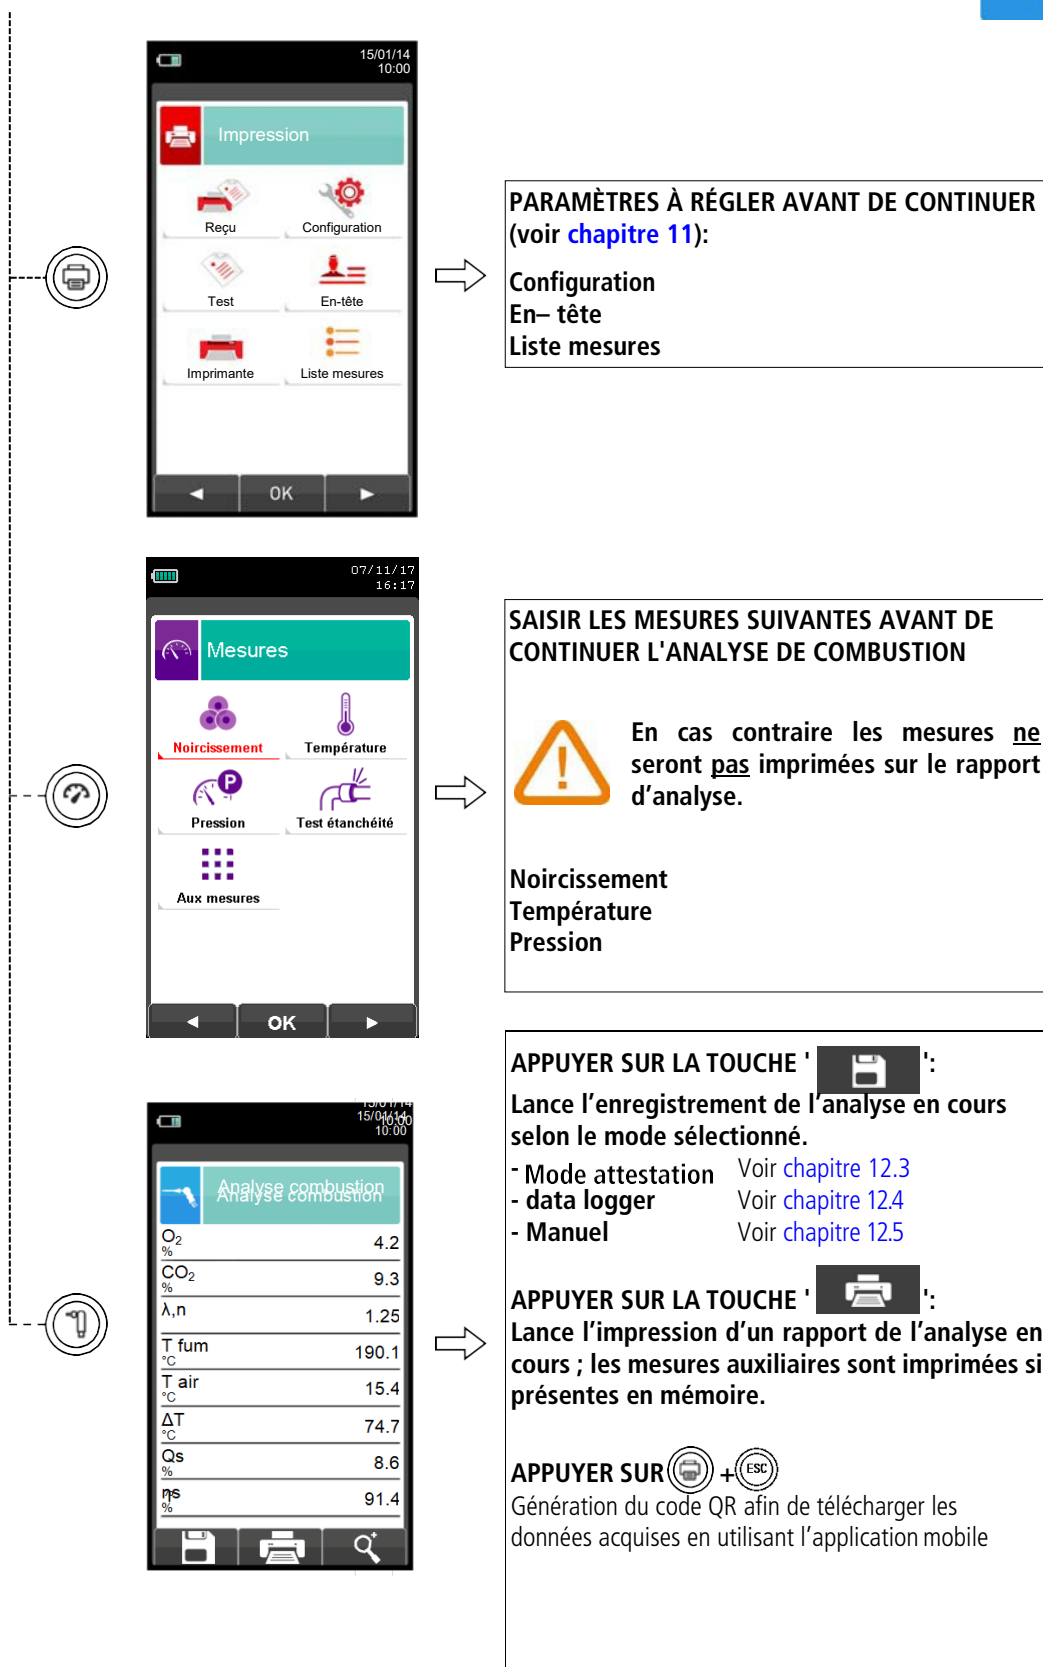 15/01/14
10:00
Impression
Reçu
Configuration
Test
En-tête
Imprimante
Liste mesures
OK
PARAMÈTRES À RÉGLER AVANT DE CONTINUER
(voir chapitre 11):
Configuration
En– tête
Liste mesures
07/11/17
16:17
Mesures
Noircissement
Température
P
Pression
Test étanchéité
Aux mesures
OK
SAISIR LES MESURES SUIVANTES AVANT DE
CONTINUER L'ANALYSE DE COMBUSTION
En cas contraire les mesures ne
seront pas imprimées sur le rapport
d’analyse.
Noircissement
Température
Pression
15/01/14
10:00
Analyse combustion
O2
%
4.2
CO2
%
9.3
λ,n
1.25
T fum
°C
190.1
T air
°C
15.4
ΔT
°C
74.7
Qs
%
8.6
ηs
%
91.4
APPUYER SUR LA TOUCHE ' ':
Lance l’enregistrement de l’analyse en cours
selon le mode sélectionné.
- Mode attestation Voir chapitre 12.3
- data logger Voir chapitre 12.4
- Manuel Voir chapitre 12.5
APPUYER SUR LA TOUCHE ' ':
Lance l’impression d’un rapport de l’analyse en
cours ; les mesures auxiliaires sont imprimées si
présentes en mémoire.
APPUYER SUR + ESC
Génération du code QR afin de télécharger les
données acquises en utilisant l’application mobile